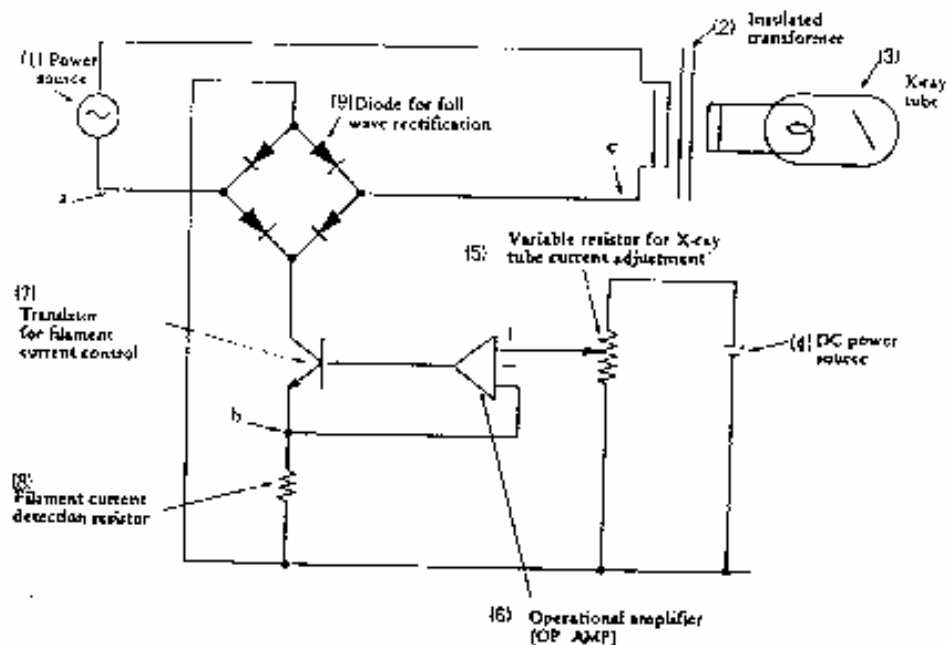 (1) Power
source
(2)
Insulated
transformer
(3)
X-ray
tube
(9) Diode for full
wave rectification
a
c
(5)
Variable resistor for X-ray
tube current adjustment
(7)
Transistor
for filament
current control
(4) DC power
source
b
(8)
Filament current
detection resistor
(6) Operational amplifier
[OP AMP]